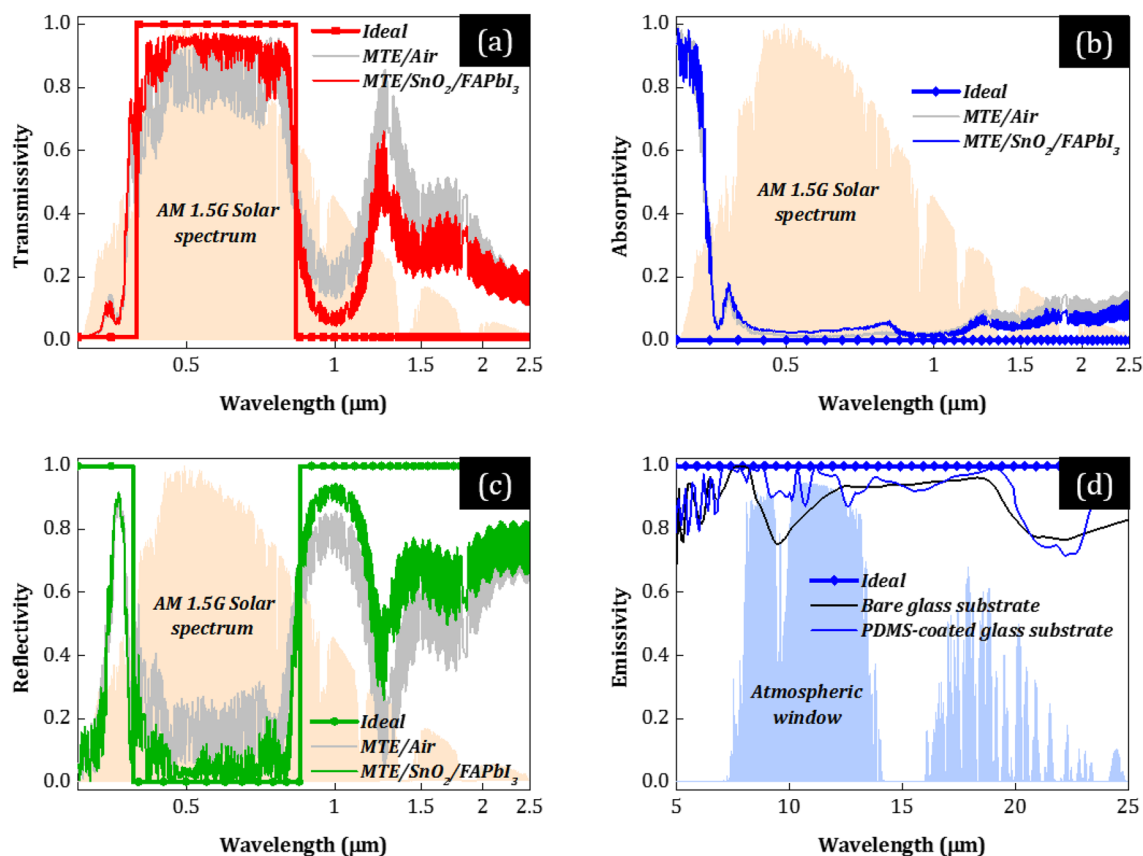 (a)
Ideal
MTE/Air
MTE/SnO₂/FAPbI₃
AM 1.5G Solar
spectrum
Transmissivity
1.0
0.8
0.6
0.4
0.2
0.0
0.5
1
1.5
2
2.5
Wavelength (μm)
(b)
Ideal
MTE/Air
MTE/SnO₂/FAPbI₃
AM 1.5G Solar
spectrum
Absorptivity
1.0
0.8
0.6
0.4
0.2
0.0
0.5
1
1.5
2
2.5
Wavelength (μm)
(c)
AM 1.5G Solar
spectrum
Ideal
MTE/Air
MTE/SnO₂/FAPbI₃
Reflectivity
1.0
0.8
0.6
0.4
0.2
0.0
0.5
1
1.5
2
2.5
Wavelength (μm)
(d)
Ideal
Bare glass substrate
PDMS-coated glass substrate
Atmospheric
window
Emissivity
1.0
0.8
0.6
0.4
0.2
0.0
5
10
15
20
25
Wavelength (μm)